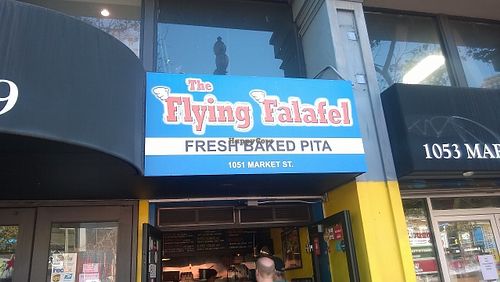 The
Flying Falafel
FRESH BAKED PITA
1051 MARKET ST.
9
1053 MAR